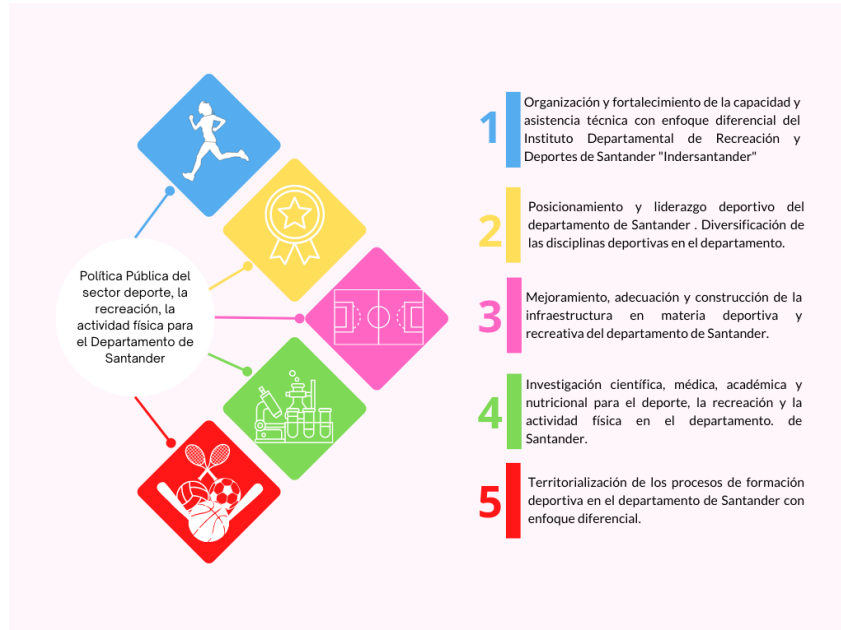 Política Pública del
sector deporte, la
recreación, la
actividad física para
el Departamento de
Santander
1
Organización y fortalecimiento de la capacidad y
asistencia técnica con enfoque diferencial del
Instituto Departamental de Recreación y
Deportes de Santander "Indersantander"
2
Posicionamiento y liderazgo deportivo del
departamento de Santander . Diversificación de
las disciplinas deportivas en el departamento.
3
Mejoramiento, adecuación y construcción de la
infraestructura en materia deportiva y
recreativa del departamento de Santander.
4
Investigación científica, médica, académica y
nutricional para el deporte, la recreación y la
actividad física en el departamento. de
Santander.
5
Territorialización de los procesos de formación
deportiva en el departamento de Santander con
enfoque diferencial.